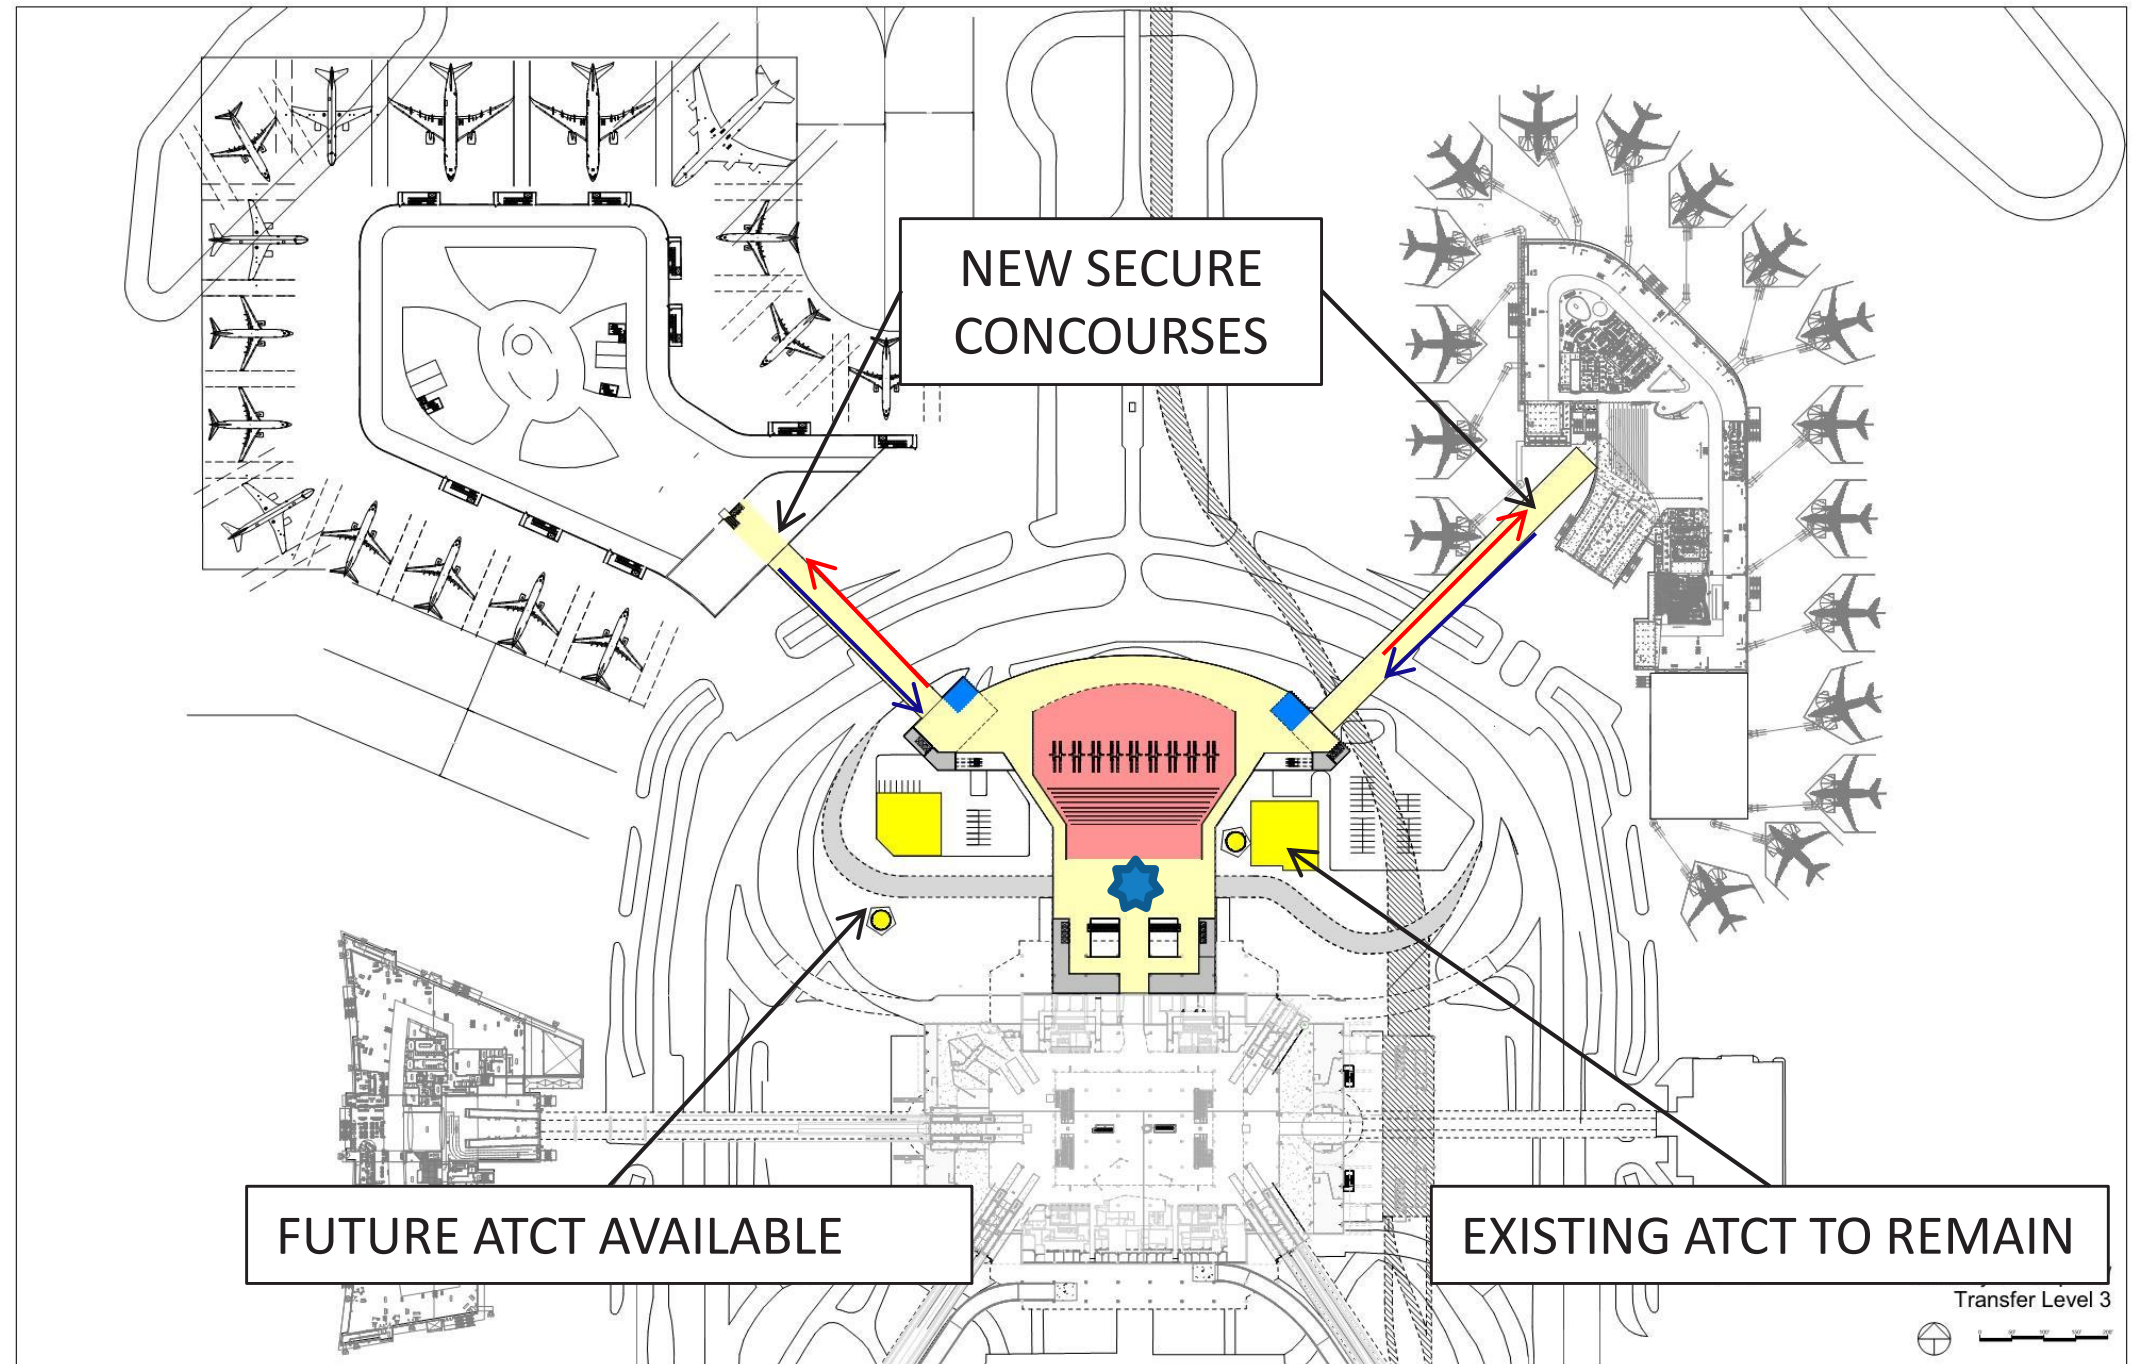 NEW SECURE
CONCOURSES
FUTURE ATCT AVAILABLE
EXISTING ATCT TO REMAIN
Transfer Level 3